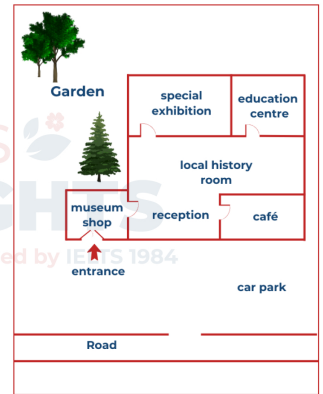 Garden
special
exhibition
education
centre
local history
room
museum
shop
reception
café
entrance
car park
Road